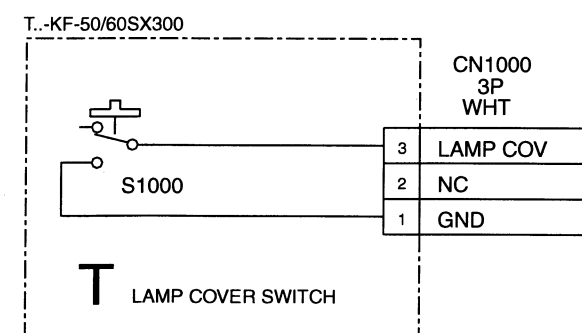 T..-KF-50/60SX300
CN1000
3P
WHT
3 LAMP COV
2 NC
1 GND
S1000
T LAMP COVER SWITCH